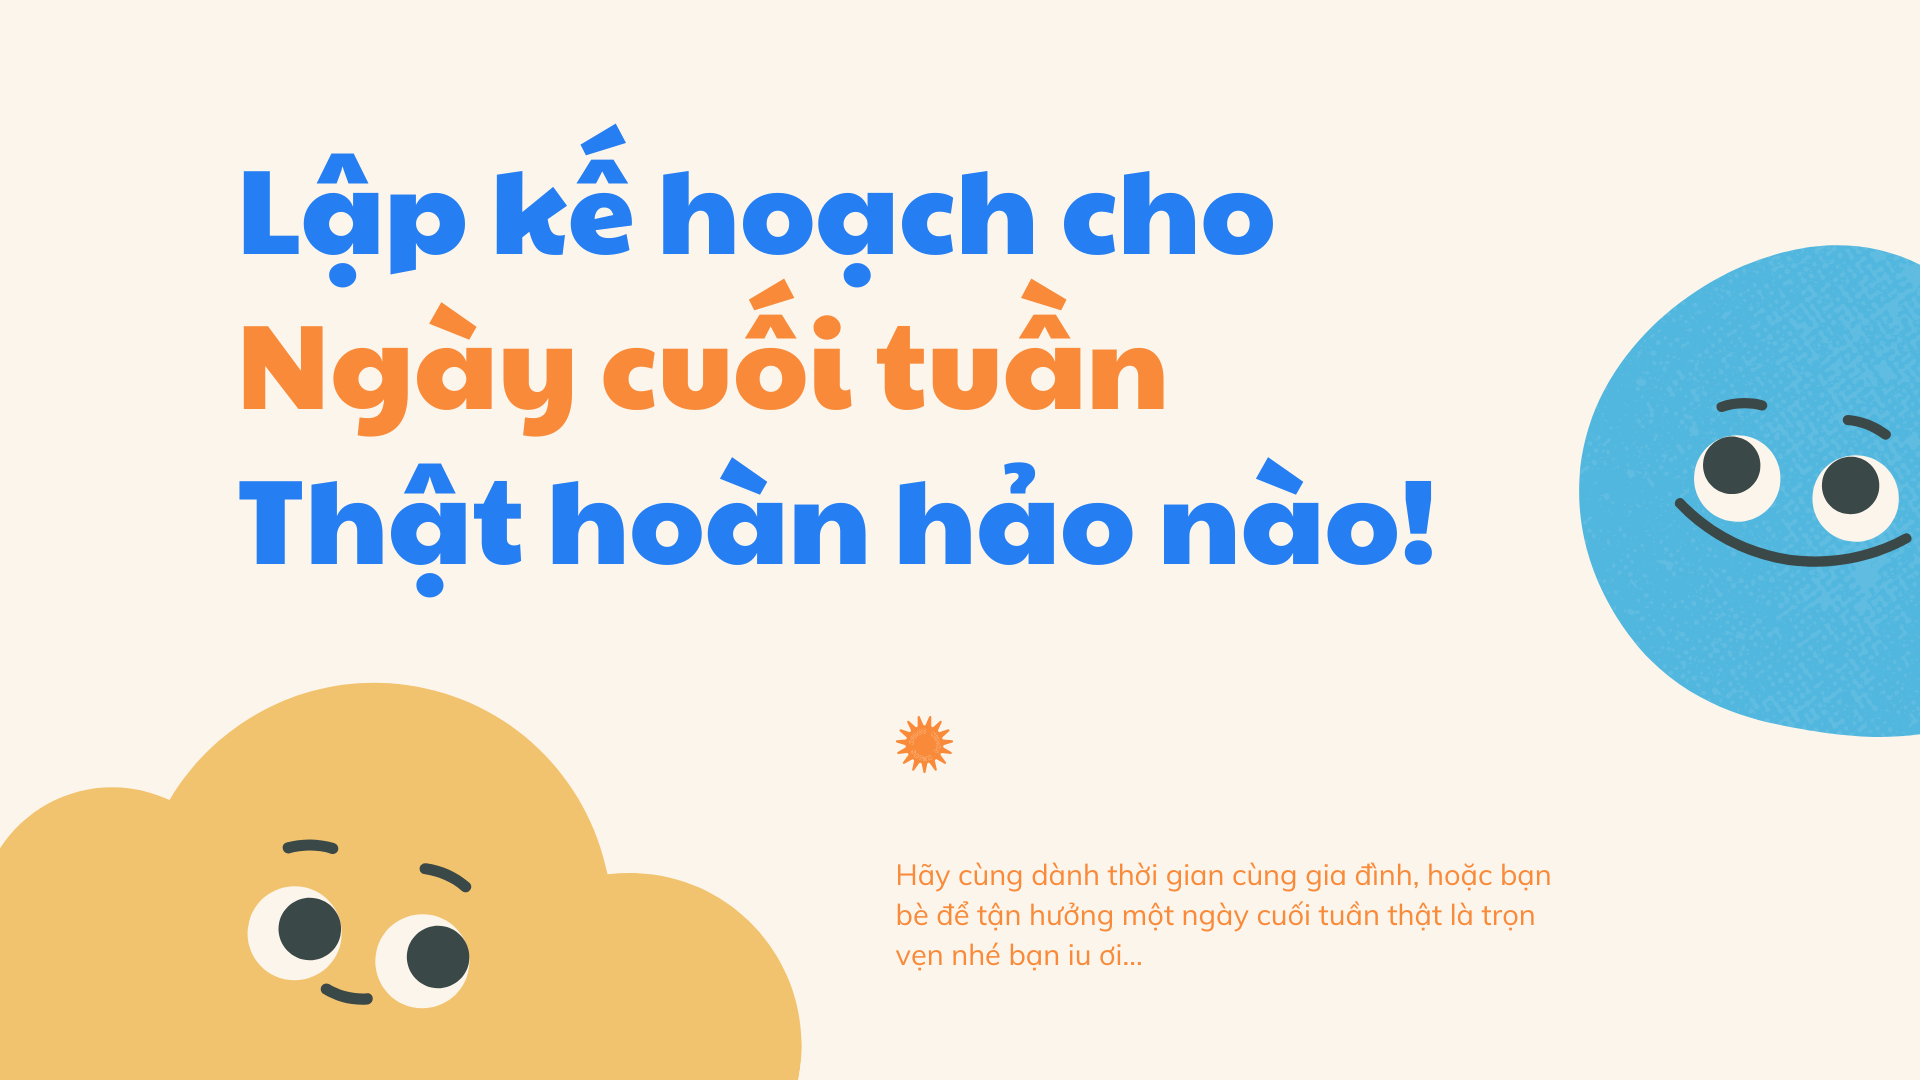 Lập kế hoạch cho
Ngày cuối tuần
Thật hoàn hảo nào!
Hãy cùng dành thời gian cùng gia đình, hoặc bạn
bè để tận hưởng một ngày cuối tuần thật là trọn
vẹn nhé bạn iu ơi...